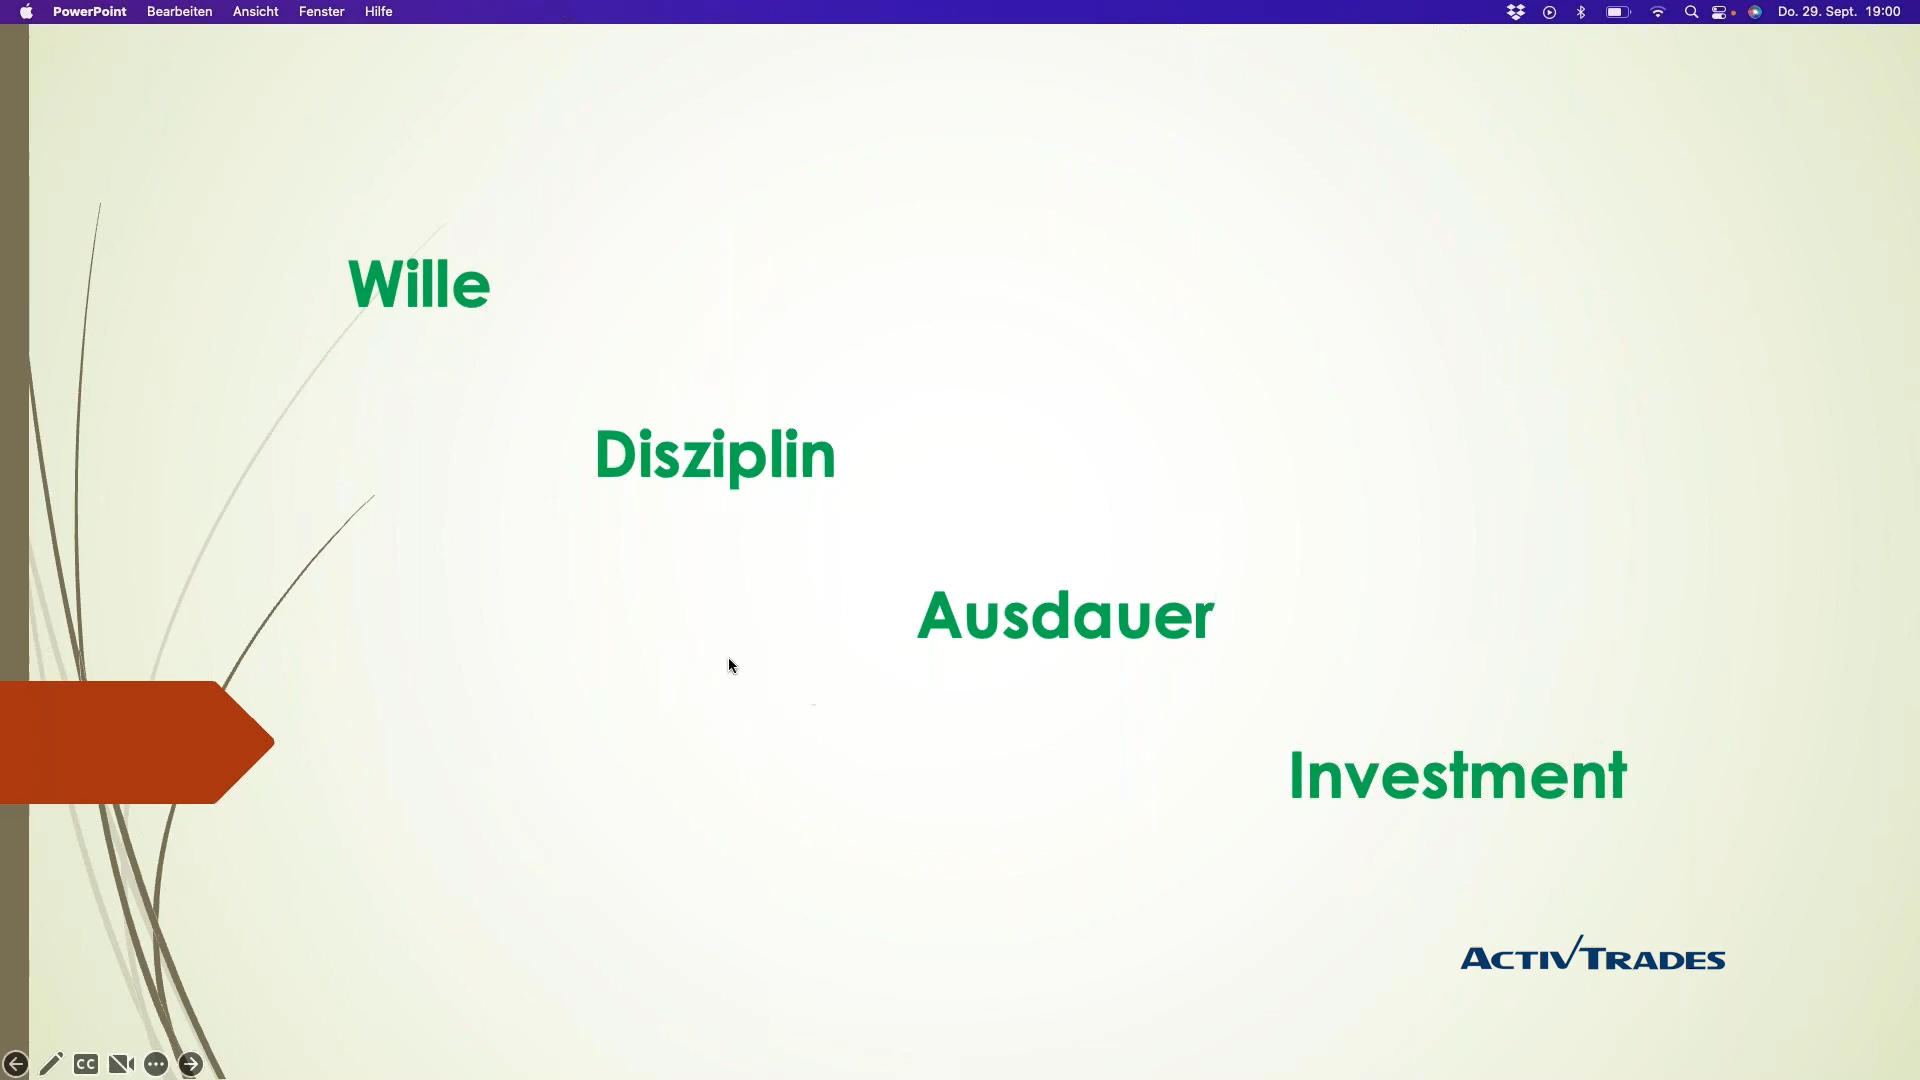 PowerPoint Bearbeiten Ansicht Fenster Hilfe Do. 29. Sept. 19:00
Wille
Disziplin
Ausdauer
Investment
ACTIVTRADES
CC